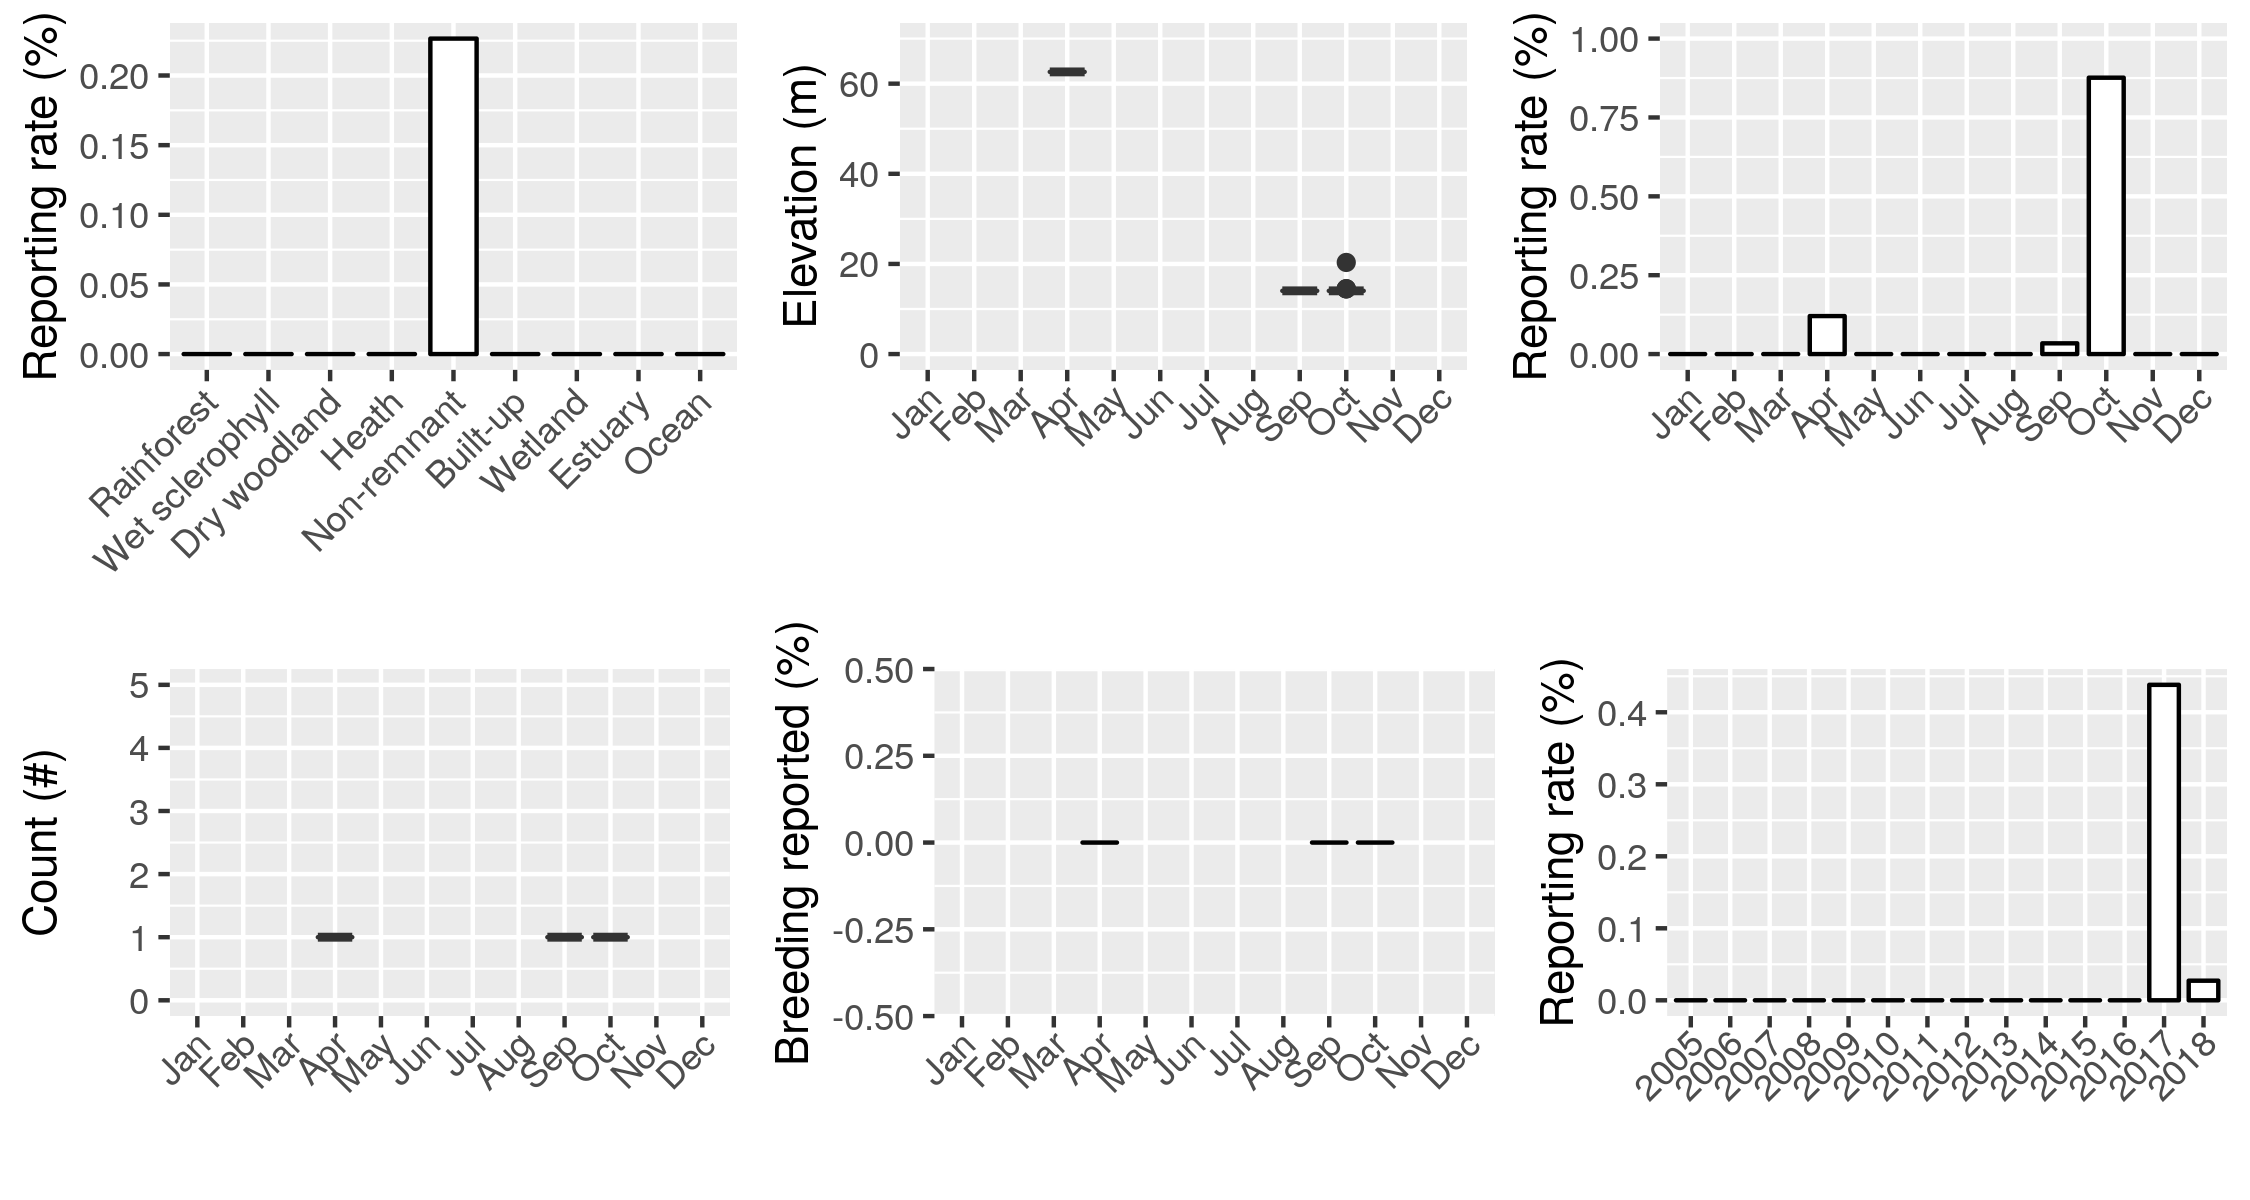 Reporting rate (%)
0.20
0.15
0.10
0.05
0.00
Rainforest
Wet sclerophyll
Dry woodland
Heath
Non-remnant
Built-up
Wetland
Estuary
Ocean
Elevation (m)
60
40
20
0
Jan
Feb
Mar
Apr
May
Jun
Jul
Aug
Sep
Oct
Nov
Dec
Reporting rate (%)
1.00
0.75
0.50
0.25
0.00
Jan
Feb
Mar
Apr
May
Jun
Jul
Aug
Sep
Oct
Nov
Dec
Count (#)
5
4
3
2
1
0
Jan
Feb
Mar
Apr
May
Jun
Jul
Aug
Sep
Oct
Nov
Dec
Breeding reported (%)
0.50
0.25
0.00
-0.25
-0.50
Jan
Feb
Mar
Apr
May
Jun
Jul
Aug
Sep
Oct
Nov
Dec
Reporting rate (%)
0.4
0.3
0.2
0.1
0.0
2005
2006
2007
2008
2009
2010
2011
2012
2013
2014
2015
2016
2017
2018